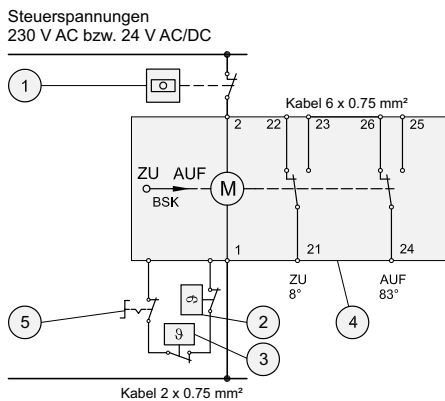 Steuerspannungen
230 V AC bzw. 24 V AC/DC
1
Kabel 6 x 0.75 mm²
2 22 23 26 25
ZU AUF
M
BSK
1 21 24
ZU AUF
8° 83°
5 ϑ 2 4
ϑ 3
Kabel 2 x 0.75 mm²